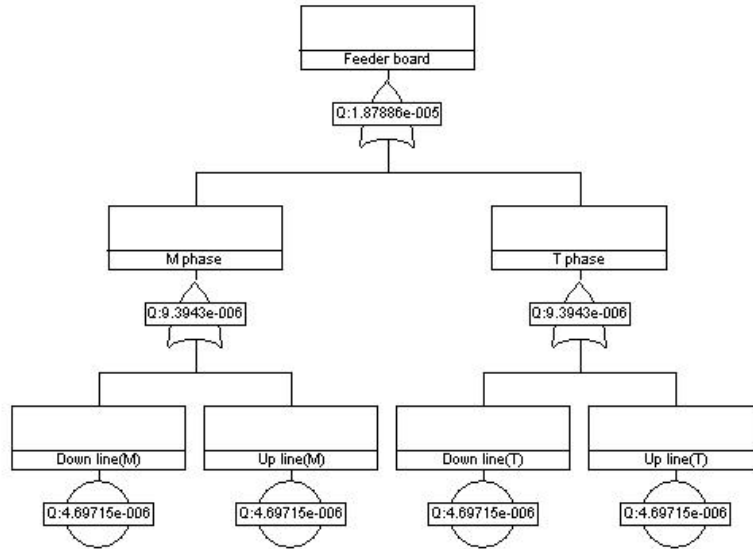 Feeder board
Q:1.87886e-005
M phase
T phase
Q:9.3943e-006
Q:9.3943e-006
Down line(M)
Up line(M)
Down line(T)
Up line(T)
Q:4.69715e-006
Q:4.69715e-006
Q:4.69715e-006
Q:4.69715e-006